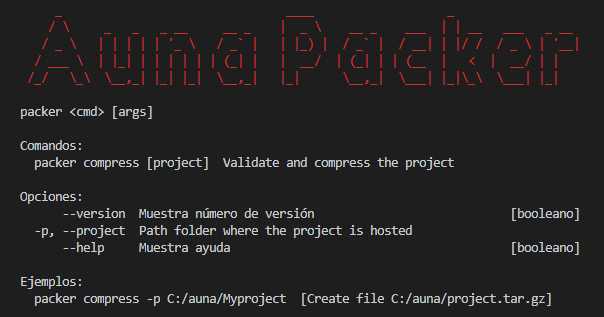 Auna Packer
packer <cmd> [args]
Comandos:
packer compress [project]  Validate and compress the project
Opciones:
--version  Muestra número de versión  [booleano]
-p, --project  Path folder where the project is hosted
--help  Muestra ayuda  [booleano]
Ejemplos:
packer compress -p C:/auna/Myproject  [Create file C:/auna/project.tar.gz]